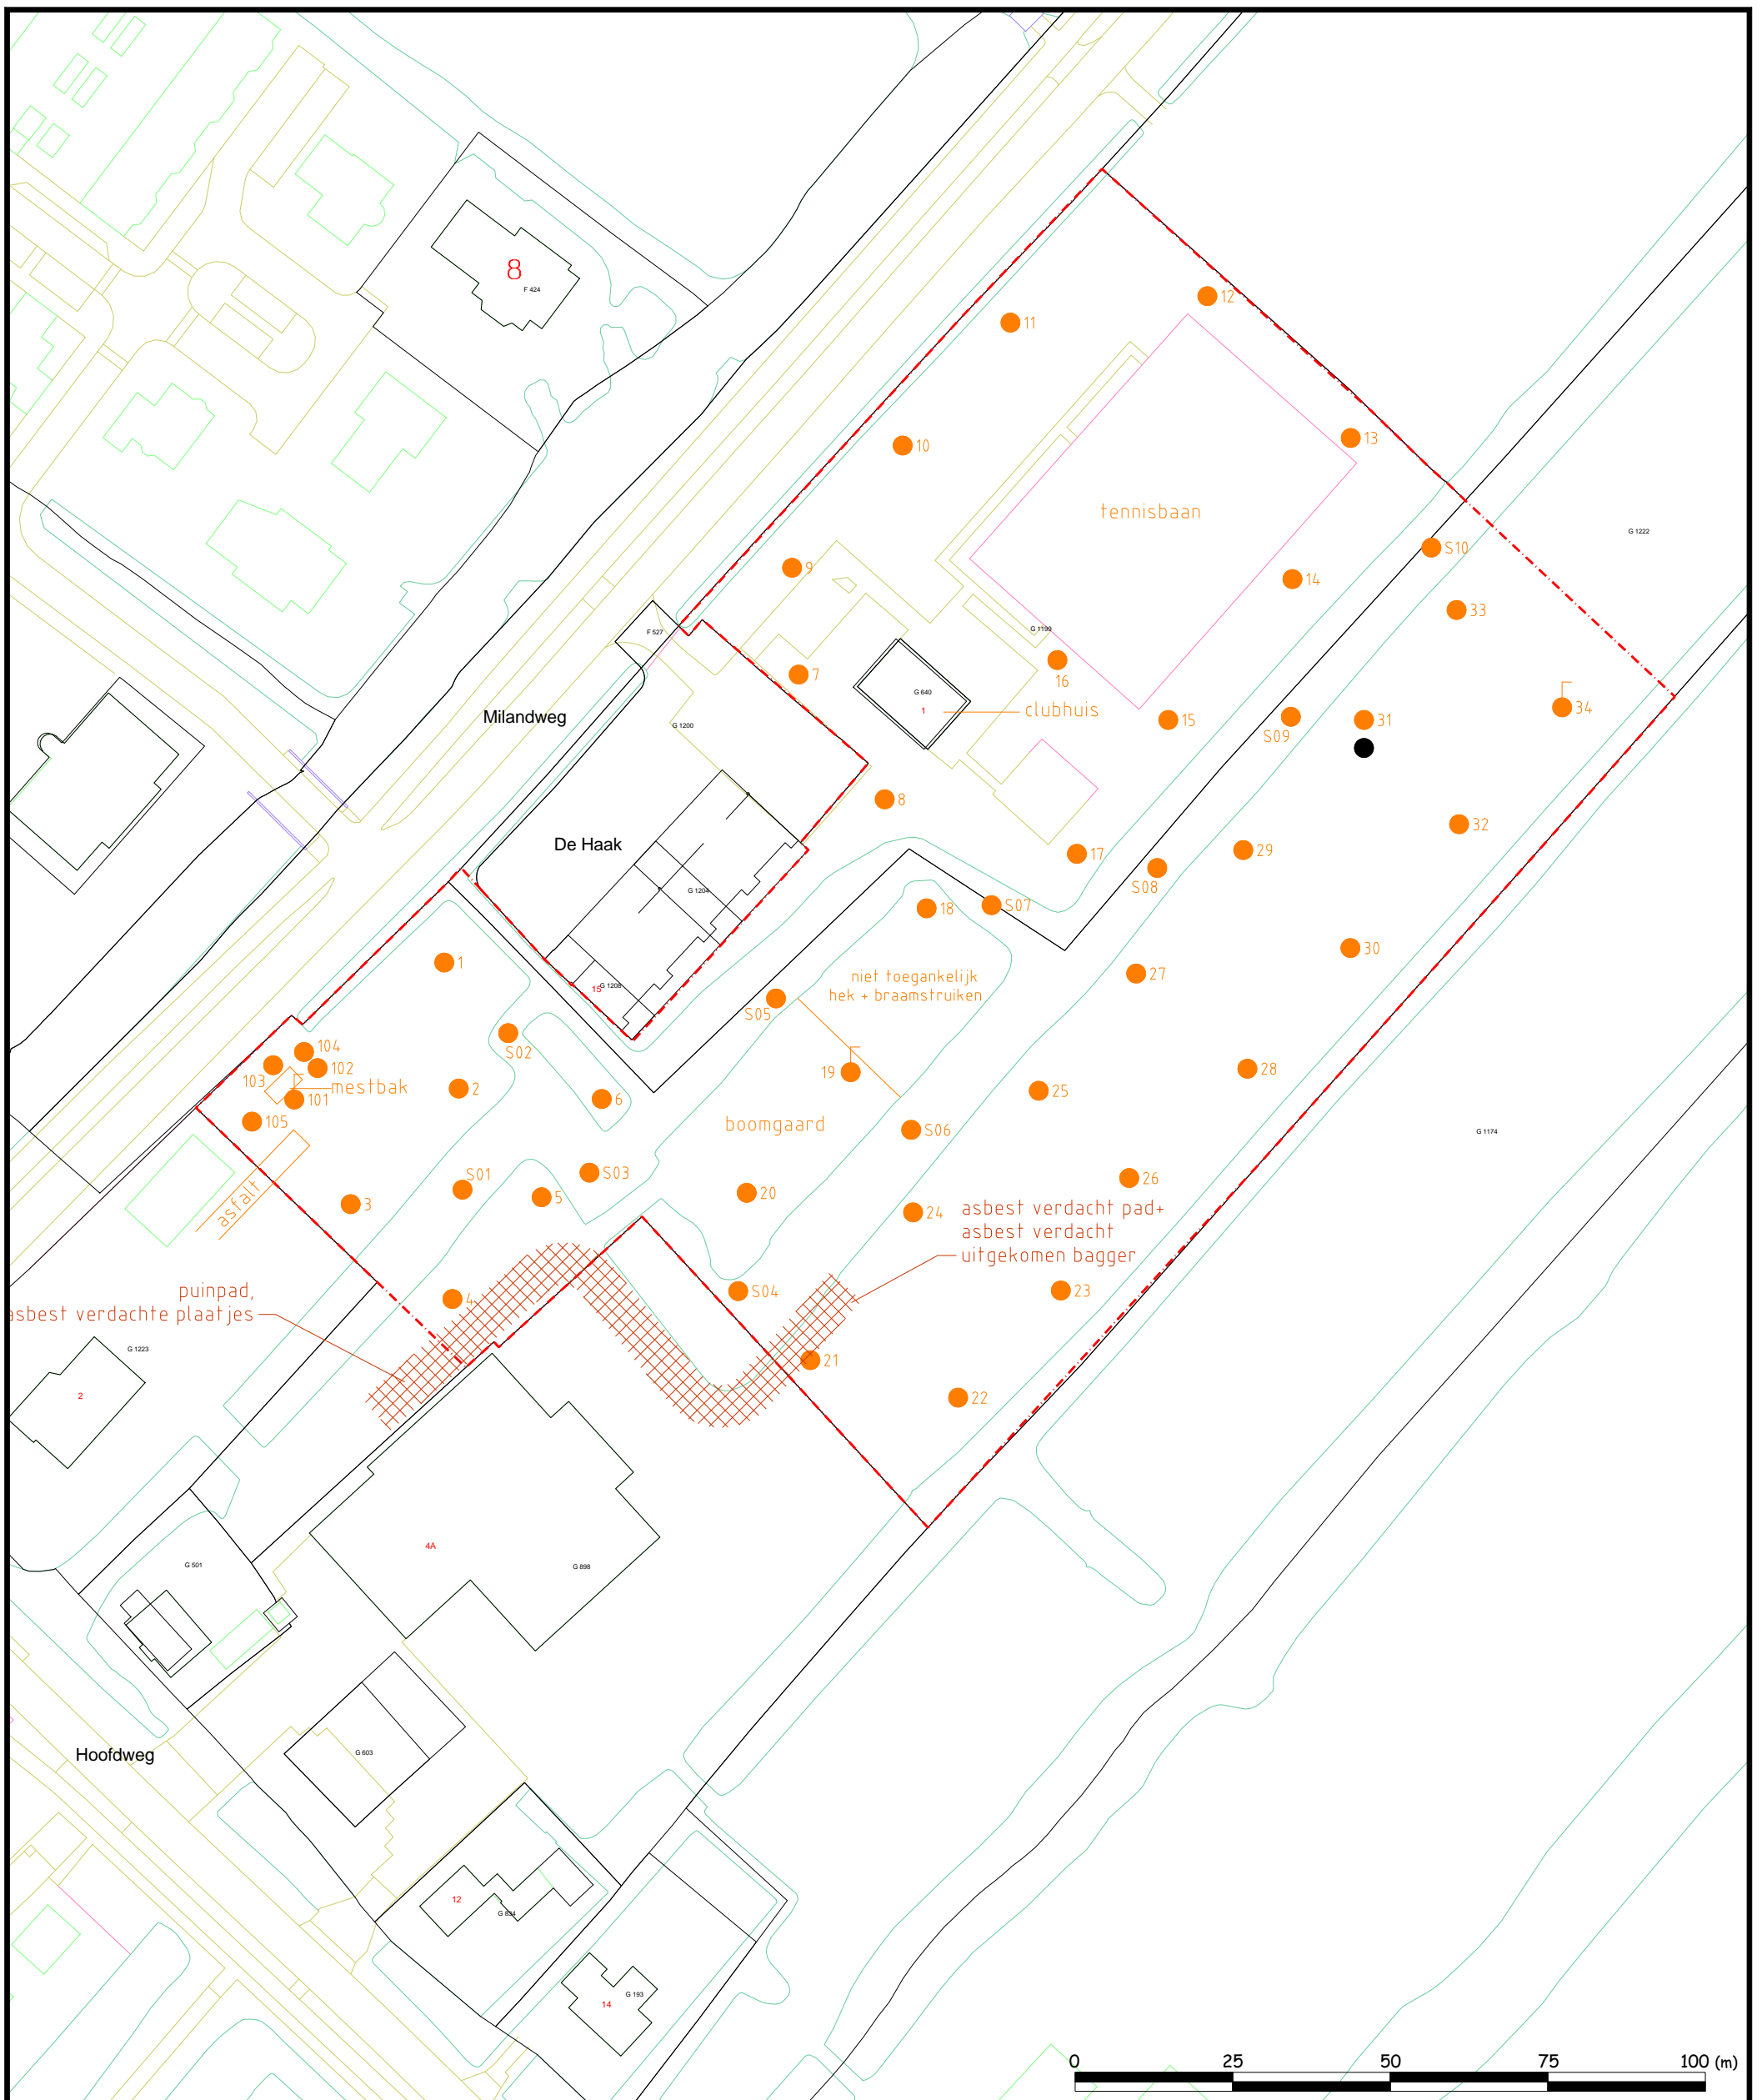 8
F 424
12
11
13
10
tennisbaan
G 1222
S10
9
14
33
F 527
G 1199
7
16
G 640
1
clubhuis
34
Milandweg
G 1200
15
S09
31
8
De Haak
32
29
17
S08
G 1204
18
S07
30
1
niet toegankelijk
hek + braamstruiken
27
15
G 1208
S05
S02
104
102
103
mestbak
2
19
28
101
6
25
105
boomgaard
S06
G 1174
S03
S01
26
asfalt
3
5
20
24
asbest verdacht pad+
asbest verdacht
uitgekomen bagger
puinpad,
asbest verdachte plaatjes
4
S04
23
G 1223
21
2
22
4A
G 501
G 898
Hoofdweg
G 603
12
G 834
G 193
14
0 25 50 75 100 (m)